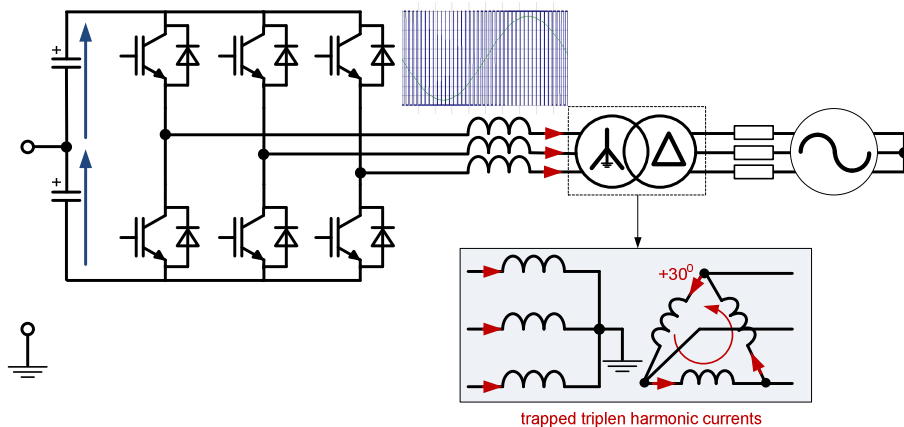 +
+
+30⁰
trapped triplen harmonic currents